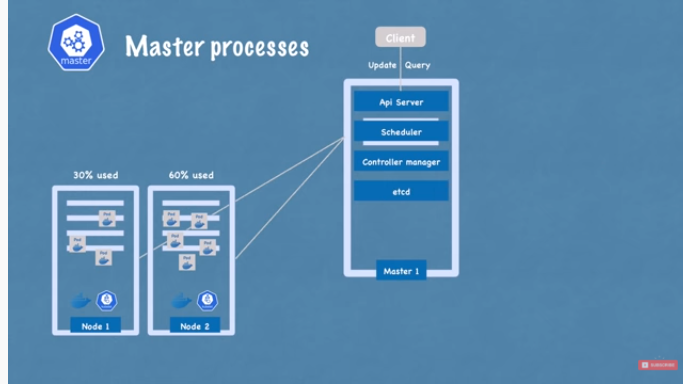 Master processes
master
Client
Update Query
Api Server
Scheduler
Controller manager
etcd
Master 1
30% used
60% used
Pod
Pod
Pod
Pod
Pod
Pod
Pod
Pod
Node 1
Node 2
SUBSCRIBE